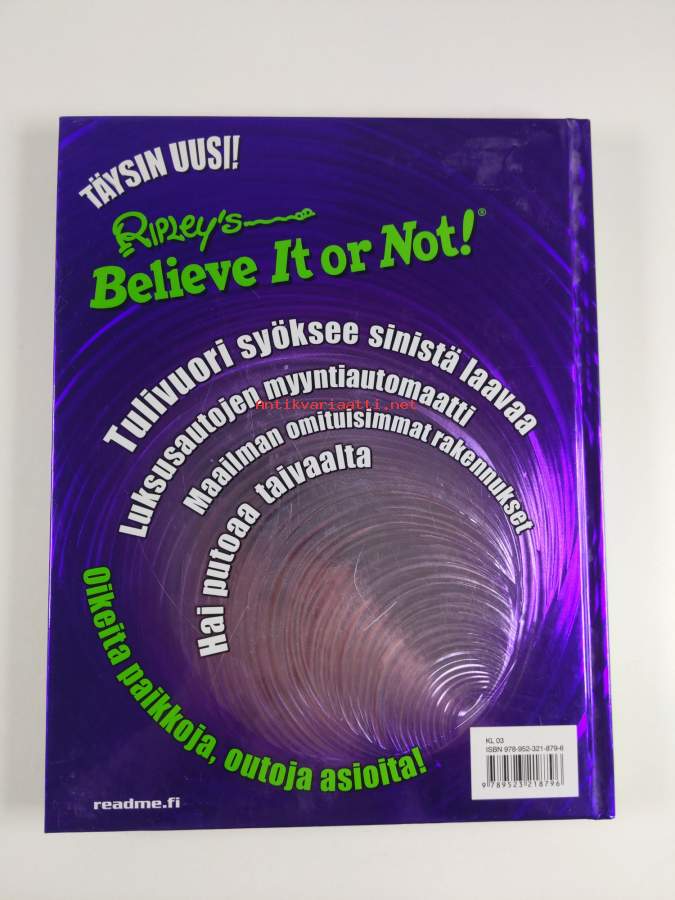 TÄYSIN UUSI!
RIPLEY'S
Believe It or Not!®
Tulivuori syöksee sinistä laavaa
Luksusautojen myyntiautomaatti
Antikvariaatti.net
Maailman omituisimmat rakennukset
Hai putoaa taivaalta
Oikeita paikkoja, outoja asioita!
KL 03
ISBN 978-952-321-879-6
9 789523 218796
readme.fi